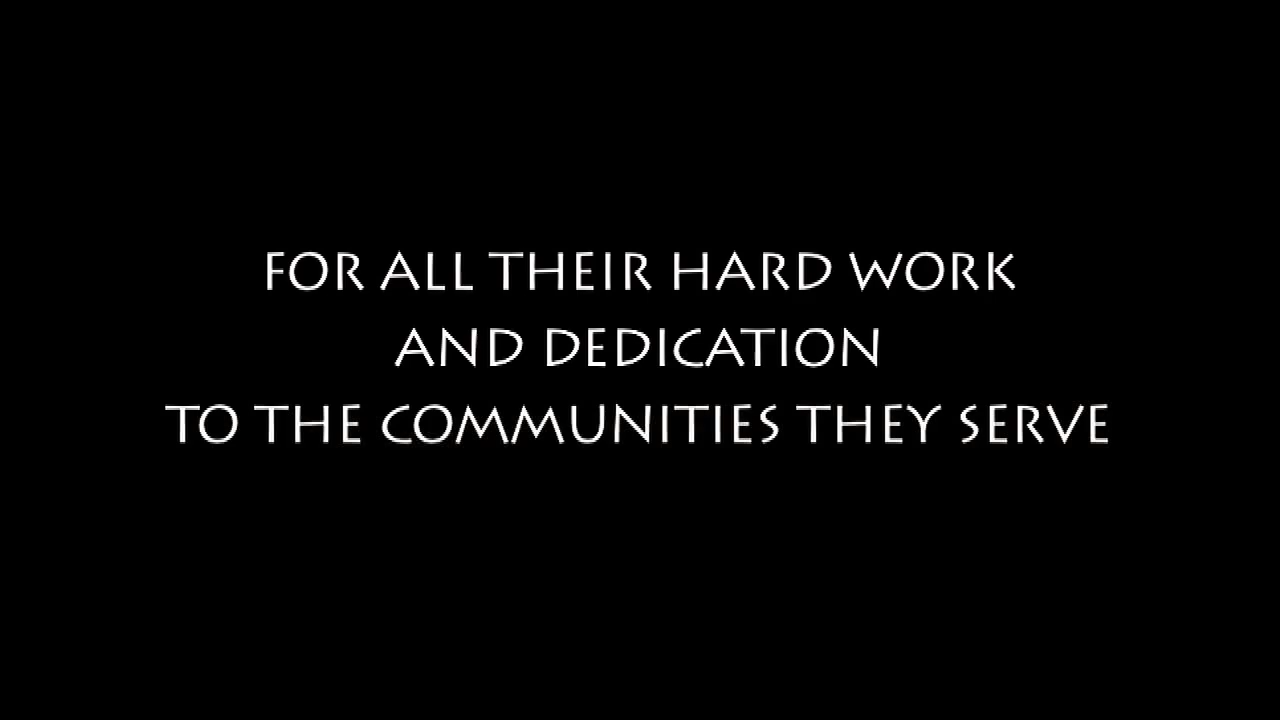 FOR ALL THEIR HARD WORK
AND DEDICATION
TO THE COMMUNITIES THEY SERVE